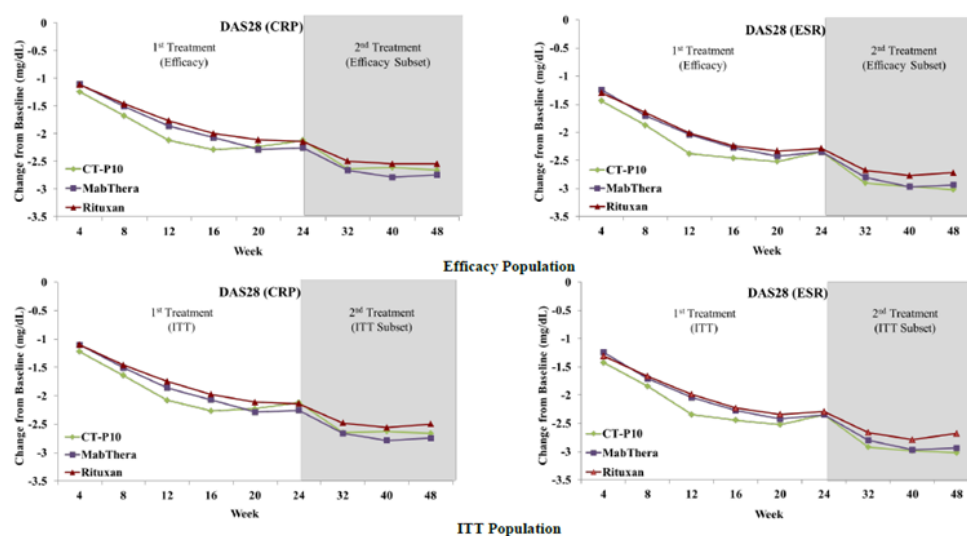 DAS28 (CRP)
1st Treatment
(Efficacy)
2nd Treatment
(Efficacy Subset)
Change from Baseline (mg/dL)
0
-0.5
-1
-1.5
-2
-2.5
-3
-3.5
CT-P10
MabThera
Rituxan
4 8 12 16 20 24 32 40 48
Week
DAS28 (ESR)
1st Treatment
(Efficacy)
2nd Treatment
(Efficacy Subset)
Change from Baseline (mg/dL)
0
-0.5
-1
-1.5
-2
-2.5
-3
-3.5
CT-P10
MabThera
Rituxan
4 8 12 16 20 24 32 40 48
Week
Efficacy Population
DAS28 (CRP)
1st Treatment
(ITT)
2nd Treatment
(ITT Subset)
Change from Baseline (mg/dL)
0
-0.5
-1
-1.5
-2
-2.5
-3
-3.5
CT-P10
MabThera
Rituxan
4 8 12 16 20 24 32 40 48
Week
DAS28 (ESR)
1st Treatment
(ITT)
2nd Treatment
(ITT Subset)
Change from Baseline (mg/dL)
0
-0.5
-1
-1.5
-2
-2.5
-3
-3.5
CT-P10
MabThera
Rituxan
4 8 12 16 20 24 32 40 48
Week
ITT Population